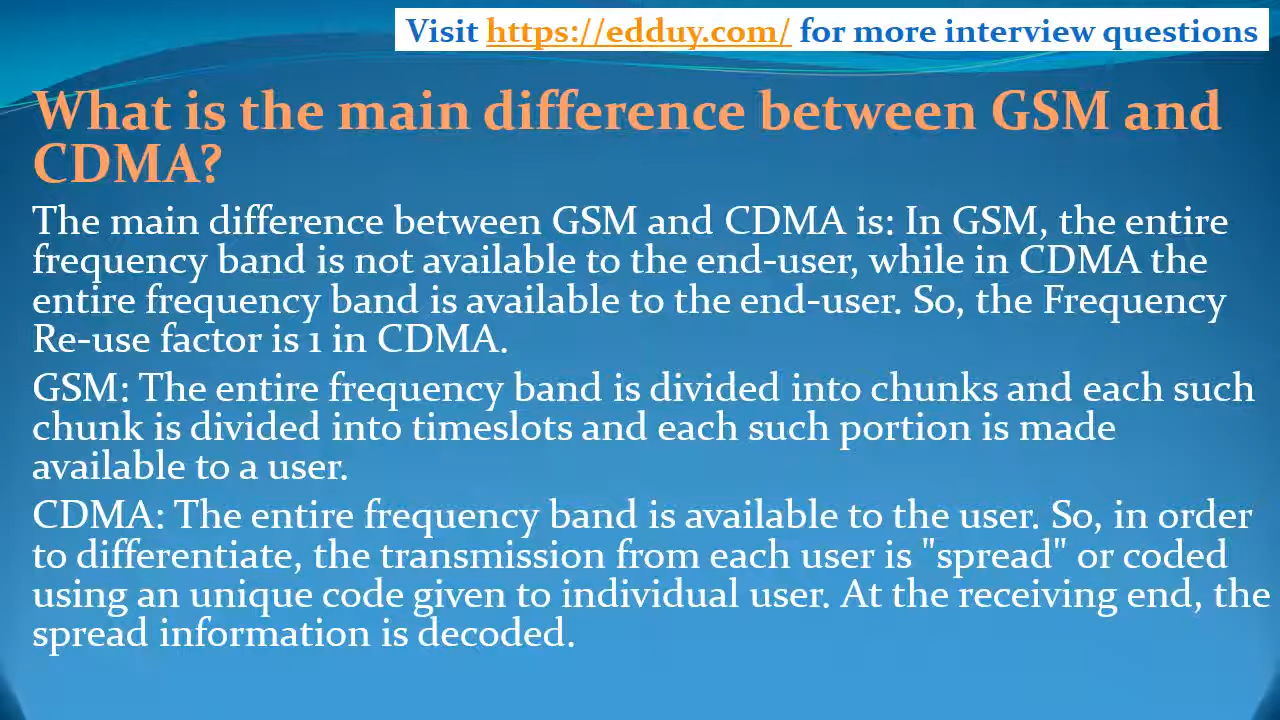 Visit https://edduy.com/ for more interview questions
What is the main difference between GSM and
CDMA?
The main difference between GSM and CDMA is: In GSM, the entire
frequency band is not available to the end-user, while in CDMA the
entire frequency band is available to the end-user. So, the Frequency
Re-use factor is 1 in CDMA.
GSM: The entire frequency band is divided into chunks and each such
chunk is divided into timeslots and each such portion is made
available to a user.
CDMA: The entire frequency band is available to the user. So, in order
to differentiate, the transmission from each user is "spread" or coded
using an unique code given to individual user. At the receiving end, the
spread information is decoded.